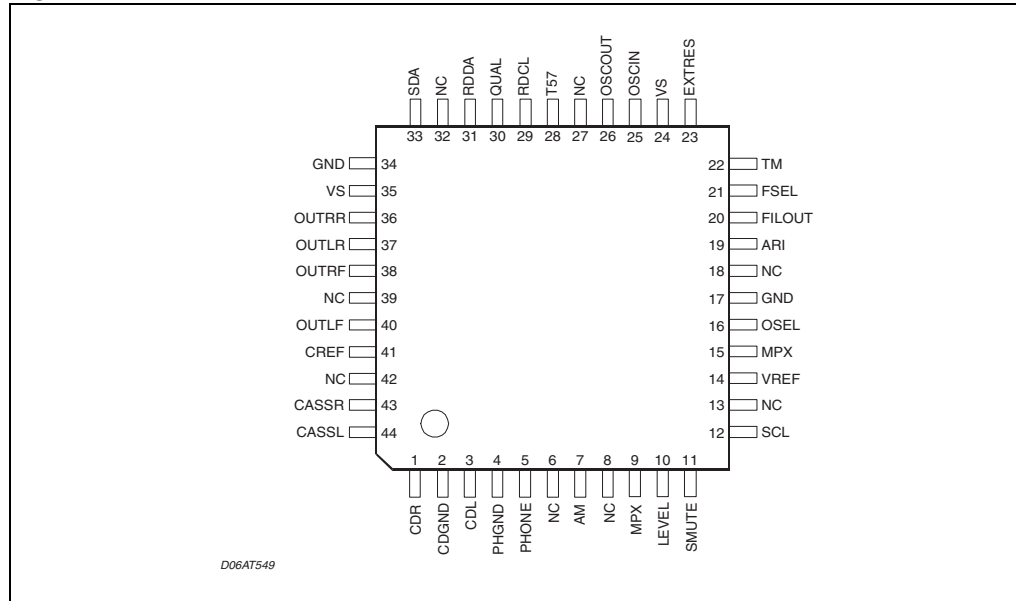 SDA NC RDDA QUAL RDCL T57 NC OSCOUT OSCIN VS EXTRES
33 32 31 30 29 28 27 26 25 24 23
GND 34 22 TM
VS 35 21 FSEL
OUTRR 36 20 FILOUT
OUTLR 37 19 ARI
OUTRF 38 18 NC
NC 39 17 GND
OUTLF 40 16 OSEL
CREF 41 15 MPX
NC 42 14 VREF
CASSR 43 13 NC
CASSL 44 12 SCL
1 2 3 4 5 6 7 8 9 10 11
CDR CDGND CDL PHGND PHONE NC AM NC MPX LEVEL SMUTE
D06AT549